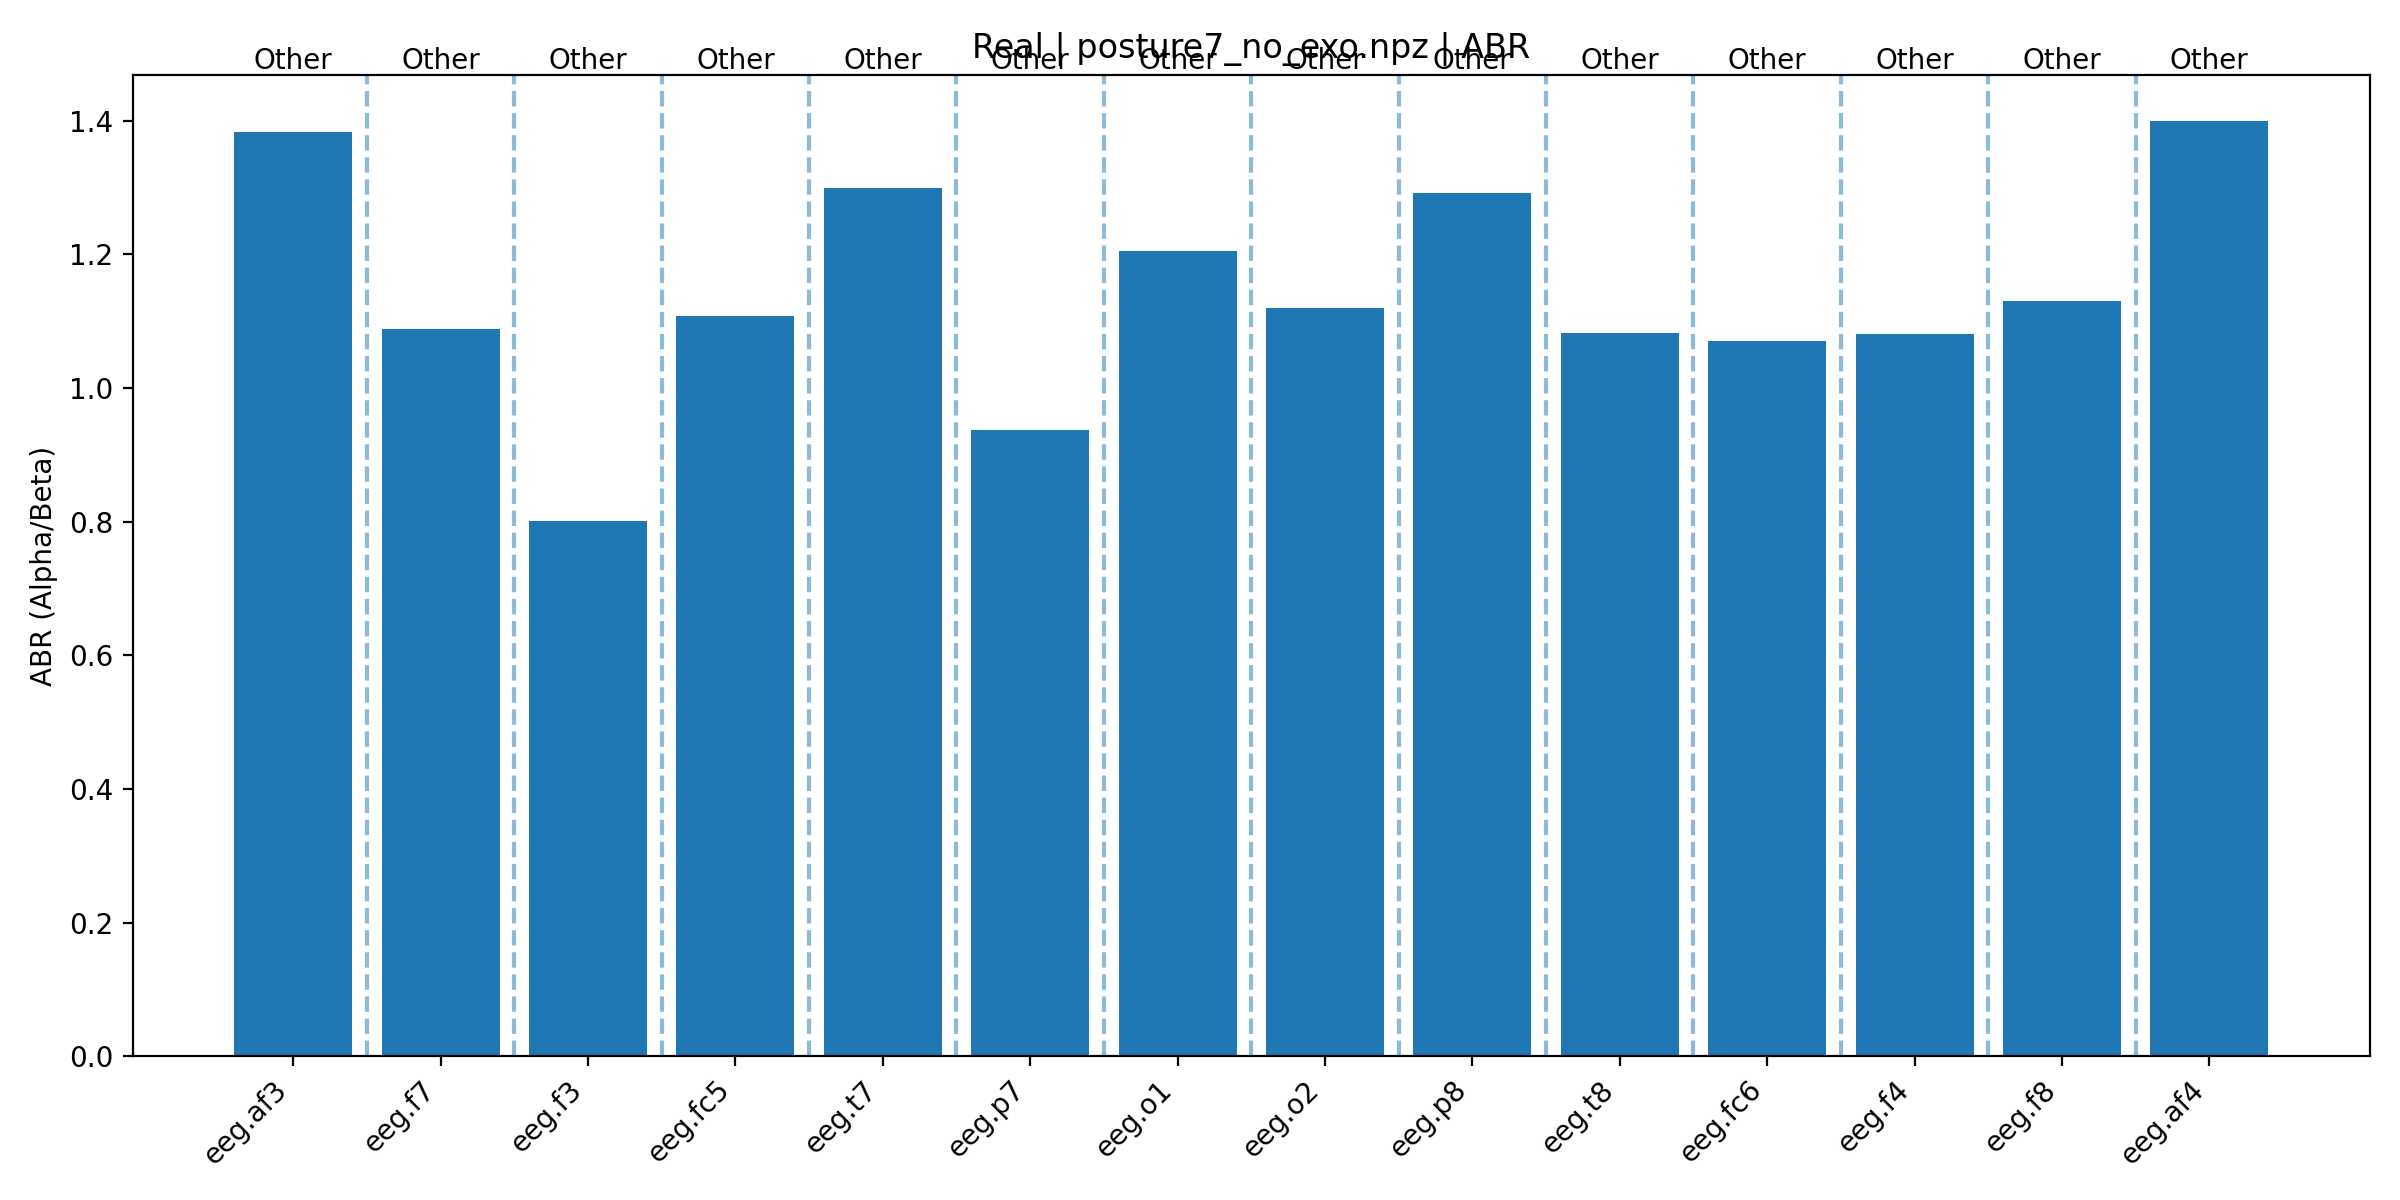 Real | posture7_no_exo.npz | ABR
Other Other Other Other Other Other Other Other Other Other Other Other Other Other
1.4
1.2
1.0
0.8
0.6
0.4
0.2
0.0
ABR (Alpha/Beta)
eeg.af3 eeg.f7 eeg.f3 eeg.fc5 eeg.t7 eeg.p7 eeg.o1 eeg.o2 eeg.p8 eeg.t8 eeg.fc6 eeg.f4 eeg.f8 eeg.af4